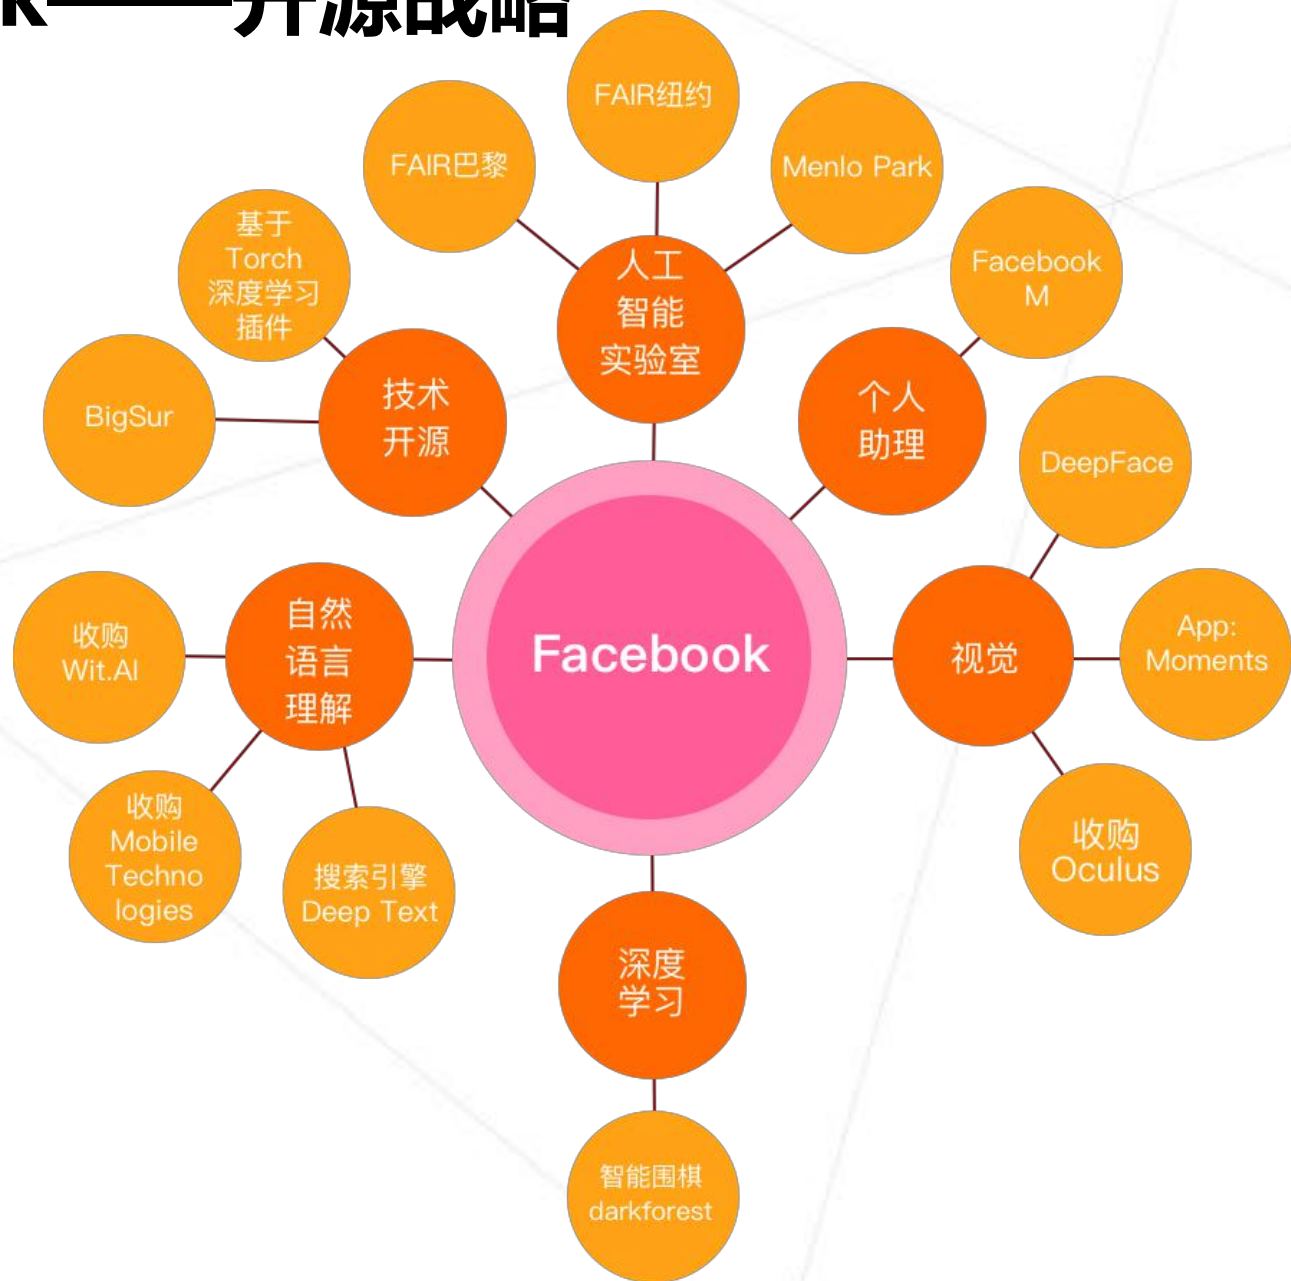 k——开源战略
FAIR纽约
FAIR巴黎
Menlo Park
基于
Torch
深度学习
插件
人工
智能
实验室
Facebook
M
BigSur
技术
开源
个人
助理
DeepFace
收购
Wit.AI
自然
语言
理解
Facebook
视觉
App:
Moments
收购
Mobile
Techno
logies
搜索引擎
Deep Text
收购
Oculus
深度
学习
智能围棋
darkforest